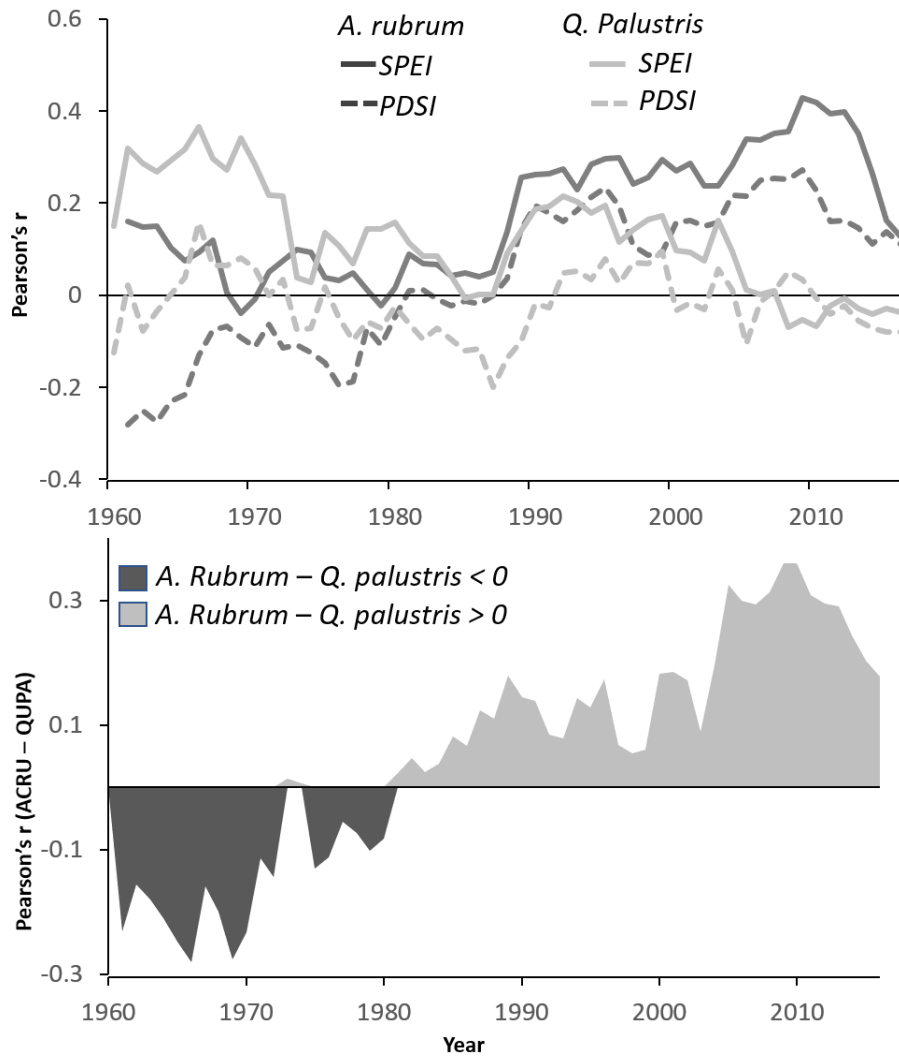 0.6
A. rubrum Q. Palustris
SPEI SPEI
PDSI PDSI
0.4
0.2
0
-0.2
-0.4
Pearson's r
1960 1970 1980 1990 2000 2010
A. Rubrum – Q. palustris < 0
A. Rubrum – Q. palustris > 0
0.3
0.1
-0.1
-0.3
Pearson's r (ACRU – QUPA)
1960 1970 1980 1990 2000 2010
Year